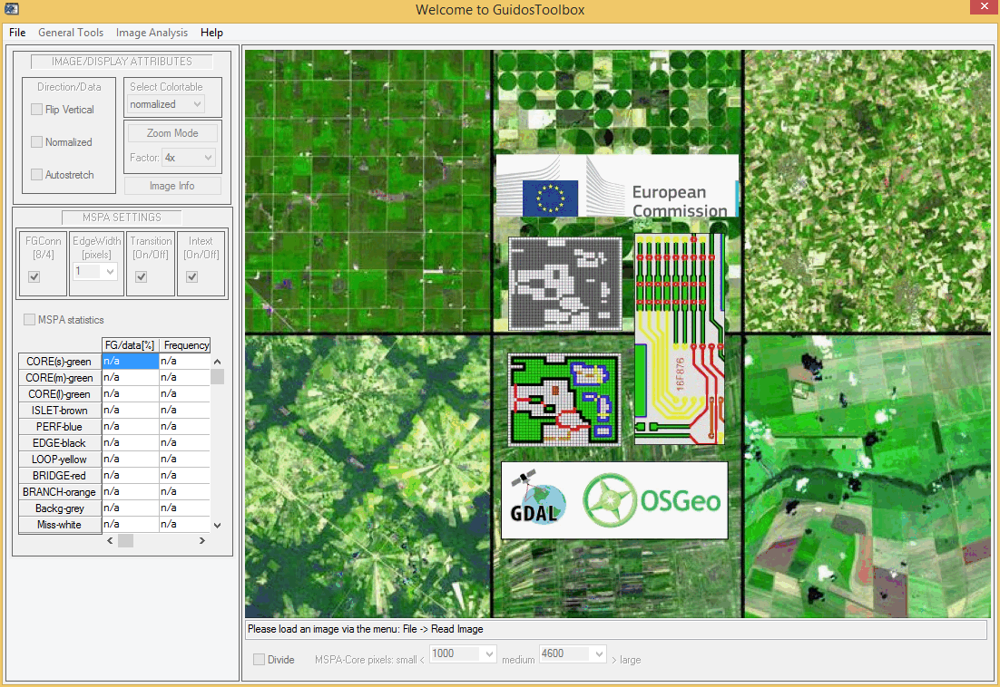 Welcome to GuidosToolbox
File General Tools Image Analysis Help
IMAGE/DISPLAY ATTRIBUTES
Direction/Data
Flip Vertical
Normalized
Autostretch
Select Colortable
normalized
Zoom Mode
Factor: 4x
Image Info
MSPA SETTINGS
FGConn
[8/4]
EdgeWidth
[pixels]
1
Transition
[On/Off]
Intext
[On/Off]
MSPA statistics
FG/data[%] Frequency
CORE(s)-green n/a n/a
CORE(m)-green n/a n/a
CORE(l)-green n/a n/a
ISLET-brown n/a n/a
PERF-blue n/a n/a
EDGE-black n/a n/a
LOOP-yellow n/a n/a
BRIDGE-red n/a n/a
BRANCH-orange n/a n/a
Backg-grey n/a n/a
Miss-white n/a n/a
European
Commission
16F876
GDAL
OSGeo
Please load an image via the menu: File -> Read Image
Divide MSPA-Core pixels: small < 1000 medium 4600 > large